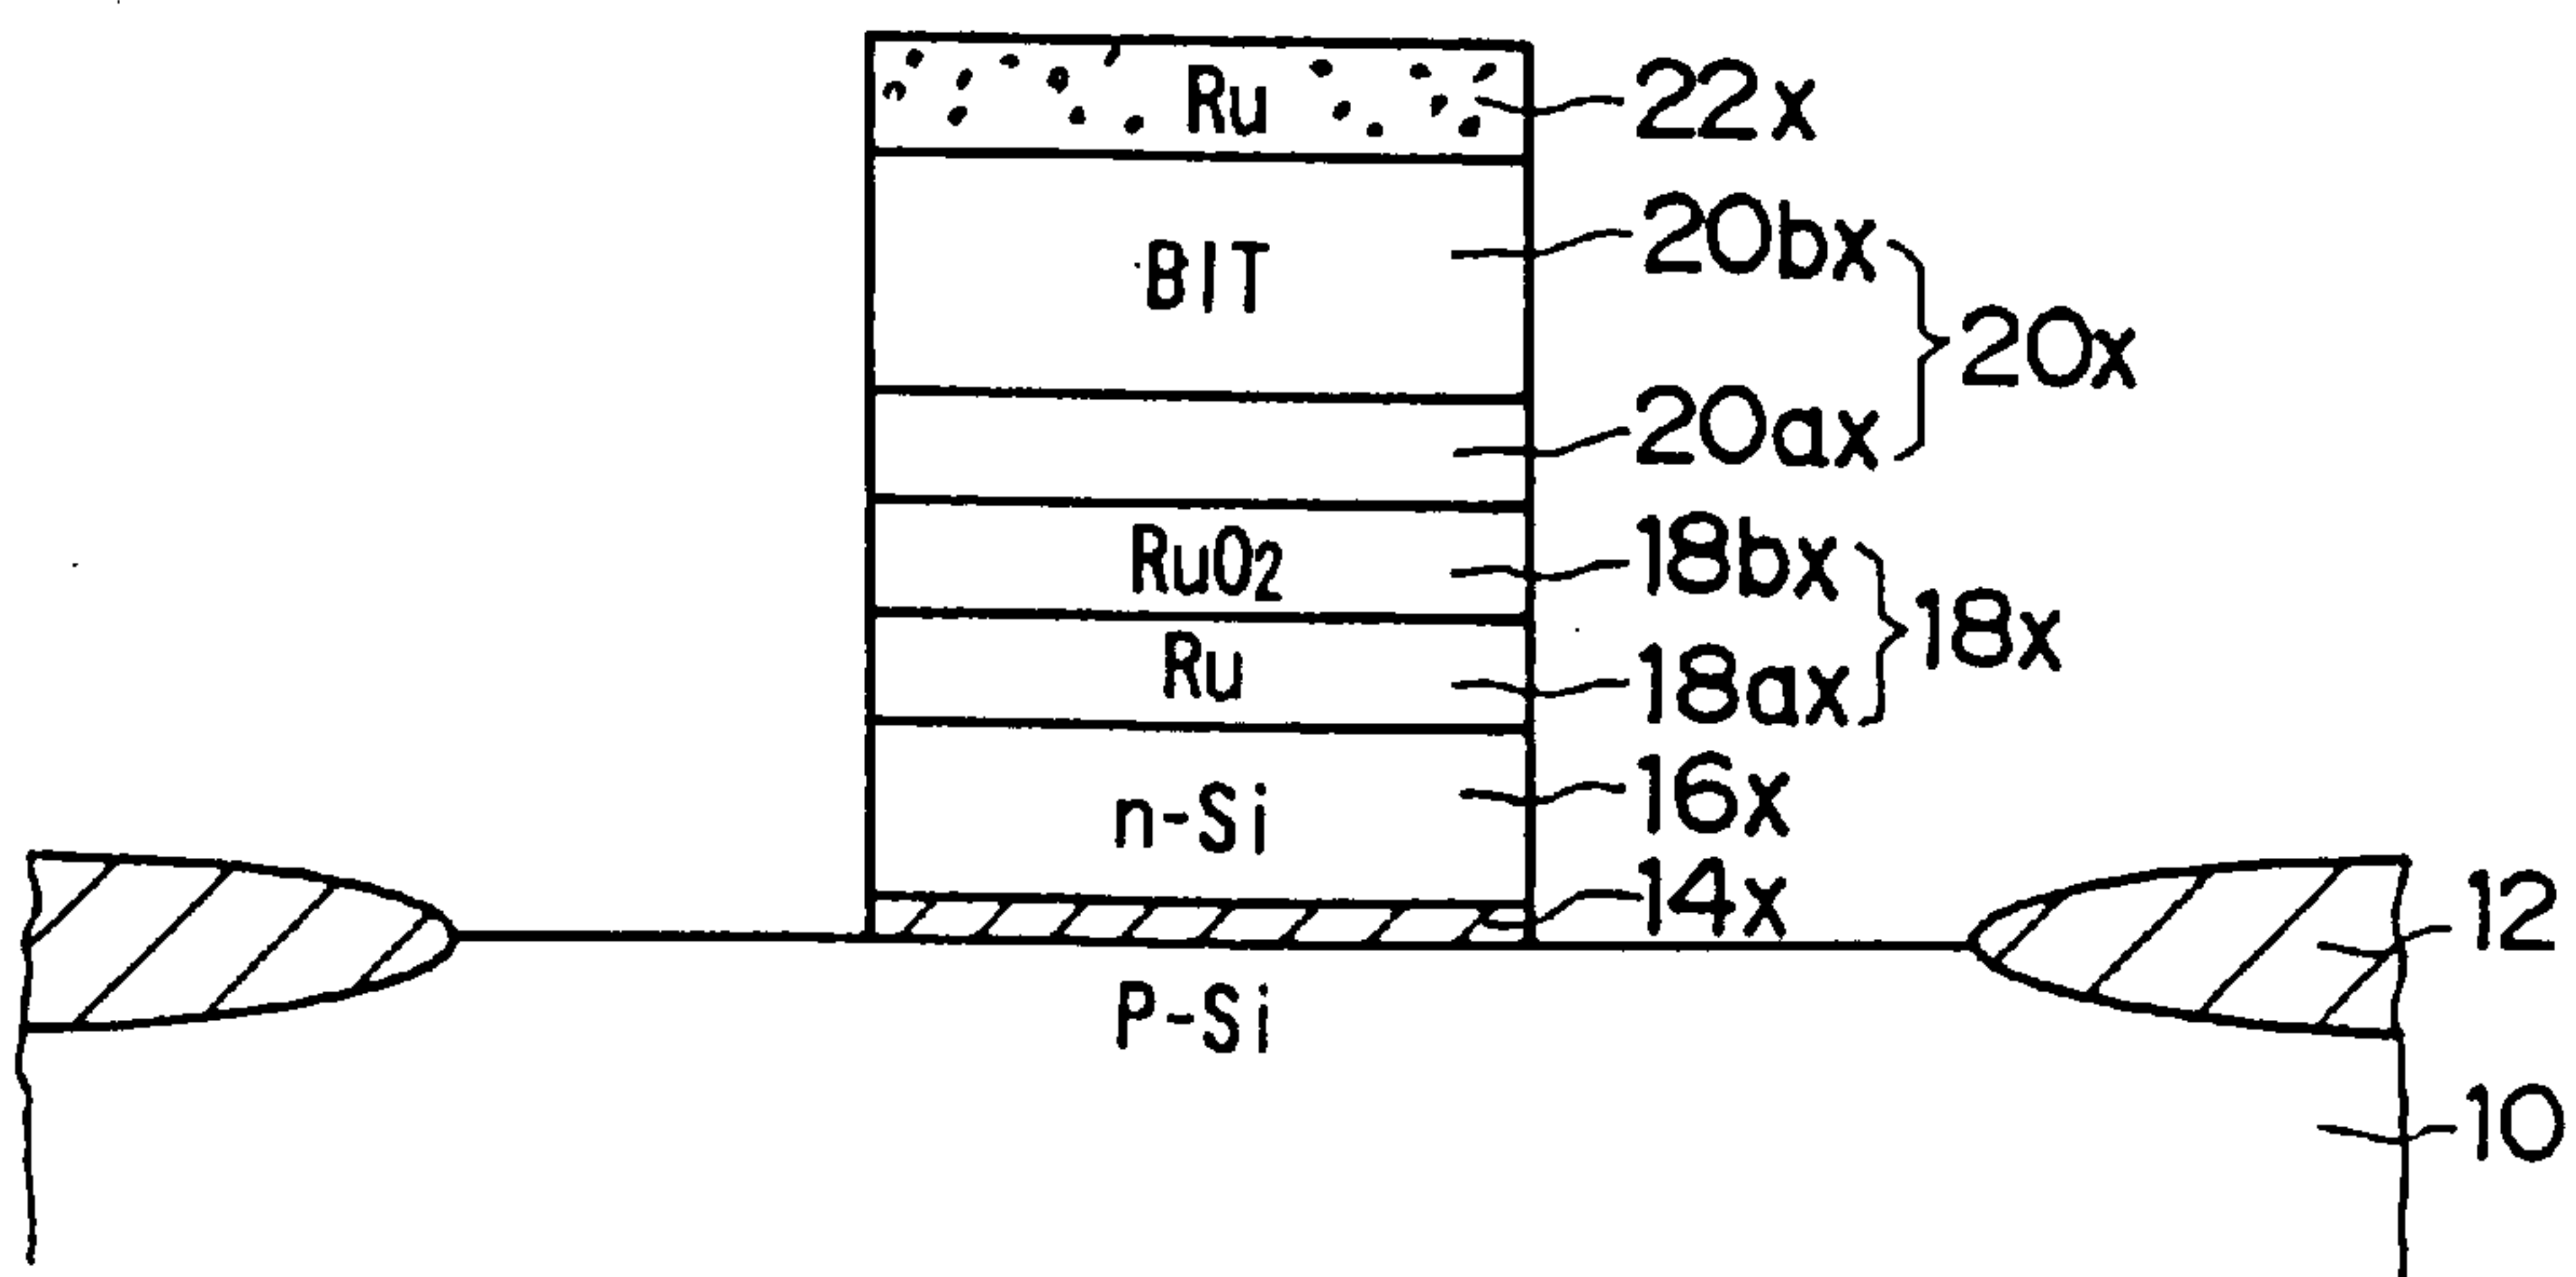 Ru 22x
BIT 20bx
20x
20ax
RuO2 18bx
18x
Ru 18ax
n-Si 16x
14x
12
P-Si
10